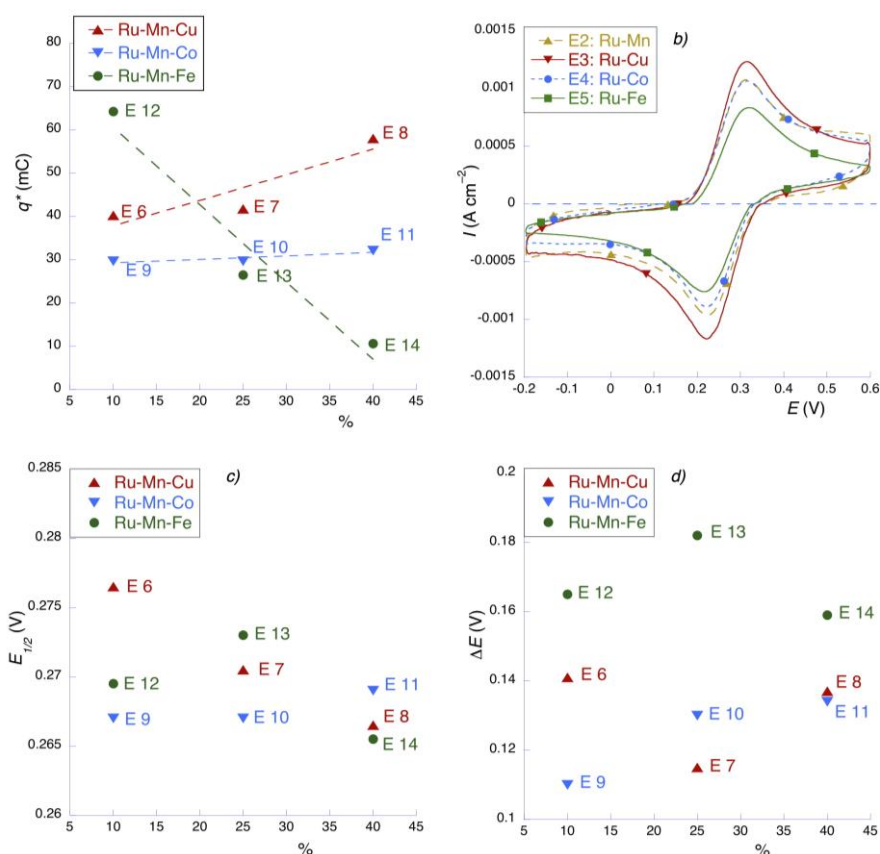 Ru-Mn-Cu
Ru-Mn-Co
Ru-Mn-Fe
80
70
60
50
40
30
20
10
0
q* (mC)
E 12
E 8
E 6
E 7
E 10
E 11
E 9
E 13
E 14
5 10 15 20 25 30 35 40 45
%
b)
E2: Ru-Mn
E3: Ru-Cu
E4: Ru-Co
E5: Ru-Fe
0.0015
0.001
0.0005
0
-0.0005
-0.001
-0.0015
I (A cm⁻²)
-0.2 -0.1 0 0.1 0.2 0.3 0.4 0.5 0.6
E (V)
c)
Ru-Mn-Cu
Ru-Mn-Co
Ru-Mn-Fe
0.285
0.28
0.275
0.27
0.265
0.26
E1/2 (V)
E 6
E 13
E 12
E 7
E 11
E 9
E 10
E 8
E 14
5 10 15 20 25 30 35 40 45
%
d)
Ru-Mn-Cu
Ru-Mn-Co
Ru-Mn-Fe
0.2
0.18
0.16
0.14
0.12
0.1
ΔE (V)
E 13
E 12
E 14
E 6
E 8
E 10
E 11
E 7
E 9
5 10 15 20 25 30 35 40 45
%